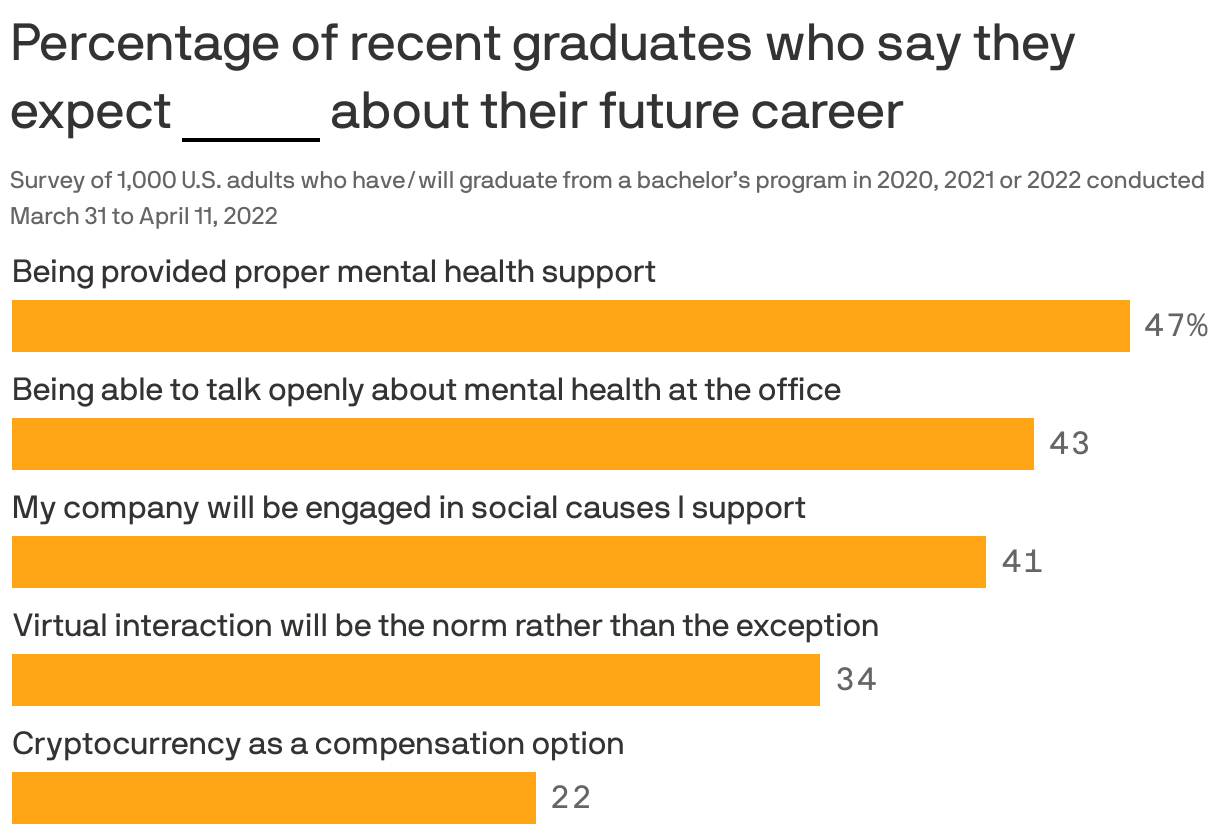 Percentage of recent graduates who say they
expect _____ about their future career
Survey of 1,000 U.S. adults who have/will graduate from a bachelor’s program in 2020, 2021 or 2022 conducted
March 31 to April 11, 2022
Being provided proper mental health support
47%
Being able to talk openly about mental health at the office
43
My company will be engaged in social causes I support
41
Virtual interaction will be the norm rather than the exception
34
Cryptocurrency as a compensation option
22